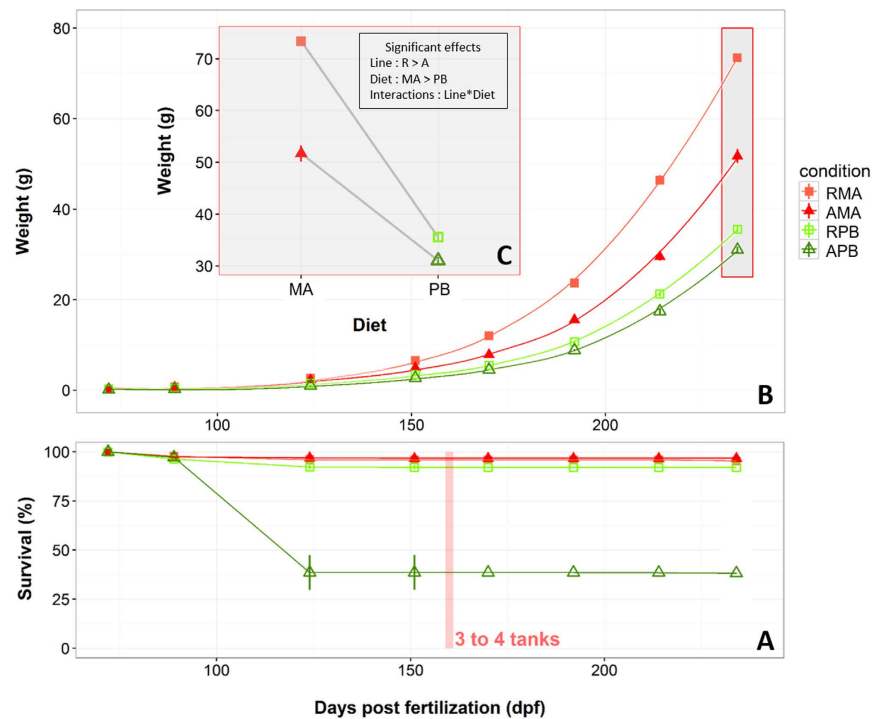 80
60
40
20
0
Weight (g)
70
60
50
40
30
Weight (g)
Significant effects
Line : R > A
Diet : MA > PB
Interactions : Line*Diet
C
MA
PB
Diet
B
100
150
200
condition
RMA
AMA
RPB
APB
100
75
50
25
0
Survival (%)
3 to 4 tanks
A
100
150
200
Days post fertilization (dpf)